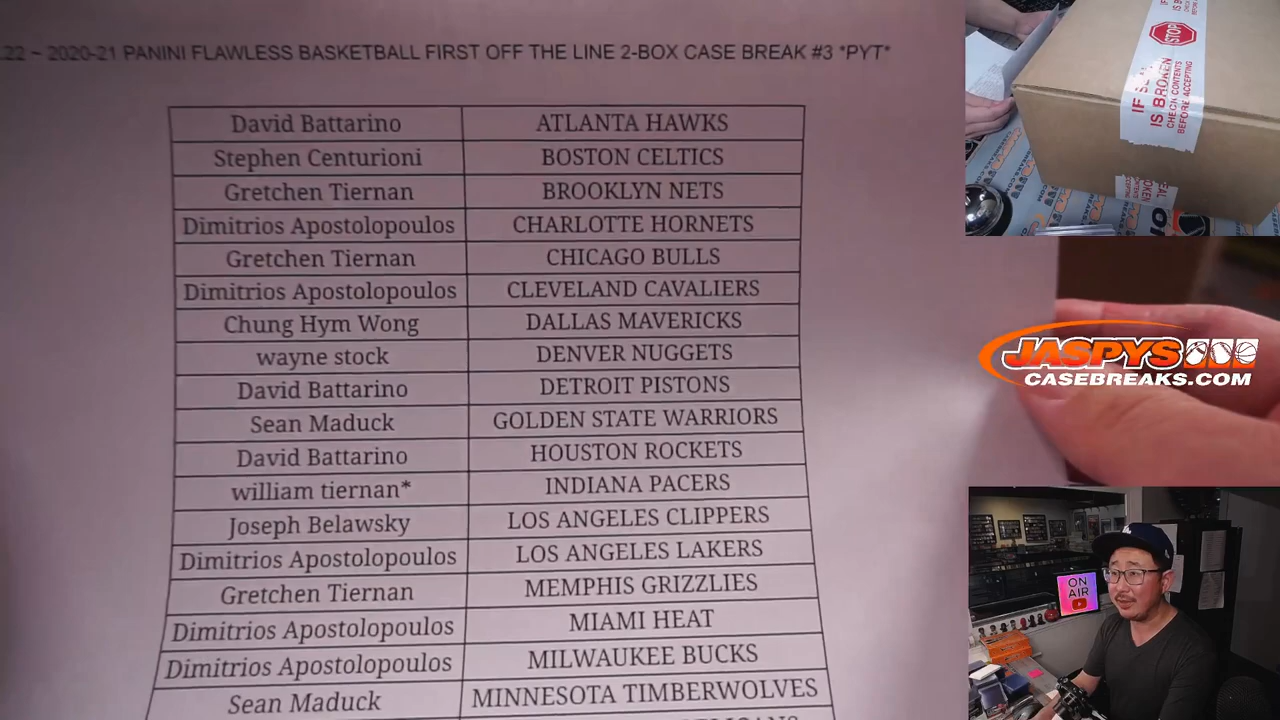 .22 ~ 2020-21 PANINI FLAWLESS BASKETBALL FIRST OFF THE LINE 2-BOX CASE BREAK #3 *PYT*
David Battarino ATLANTA HAWKS
Stephen Centurioni BOSTON CELTICS
Gretchen Tiernan BROOKLYN NETS
Dimitrios Apostolopoulos CHARLOTTE HORNETS
Gretchen Tiernan CHICAGO BULLS
Dimitrios Apostolopoulos CLEVELAND CAVALIERS
Chung Hym Wong DALLAS MAVERICKS
wayne stock DENVER NUGGETS
David Battarino DETROIT PISTONS
Sean Maduck GOLDEN STATE WARRIORS
David Battarino HOUSTON ROCKETS
william tiernan* INDIANA PACERS
Joseph Belawsky LOS ANGELES CLIPPERS
Dimitrios Apostolopoulos LOS ANGELES LAKERS
Gretchen Tiernan MEMPHIS GRIZZLIES
Dimitrios Apostolopoulos MIAMI HEAT
Dimitrios Apostolopoulos MILWAUKEE BUCKS
Sean Maduck MINNESOTA TIMBERWOLVES
STOP
IF SEAL
IS BROKEN
CHECK CONTENTS
BEFORE ACCEPTING
JASPYS
CASEBREAKS.COM
ON
AIR